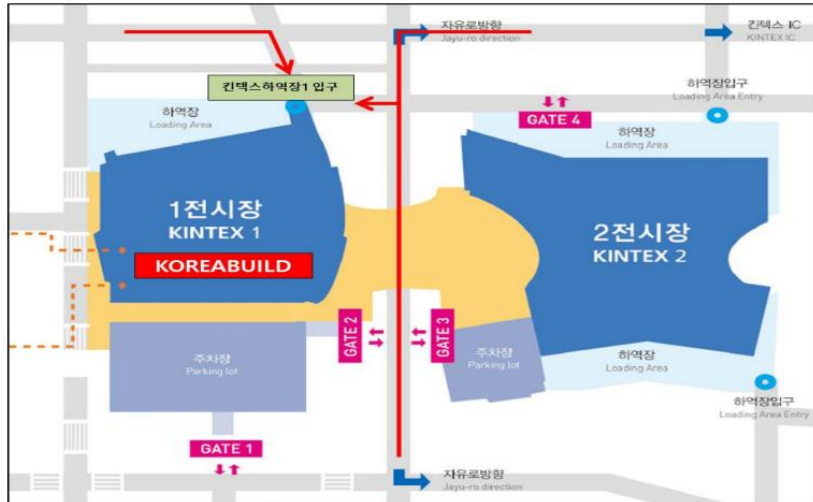 자유로방향
Jayu-ro direction
킨텍스 IC
KINTEX IC
킨텍스하역장1 입구
하역장입구
Loading Area Entry
하역장
Loading Area
GATE 4
하역장
Loading Area
1전시장
KINTEX 1
2전시장
KINTEX 2
KOREABUILD
GATE 2
GATE 3
주차장
Parking lot
주차장
Parking lot
하역장
Loading Area
하역장입구
Loading Area Entry
GATE 1
자유로방향
Jayu-ro direction